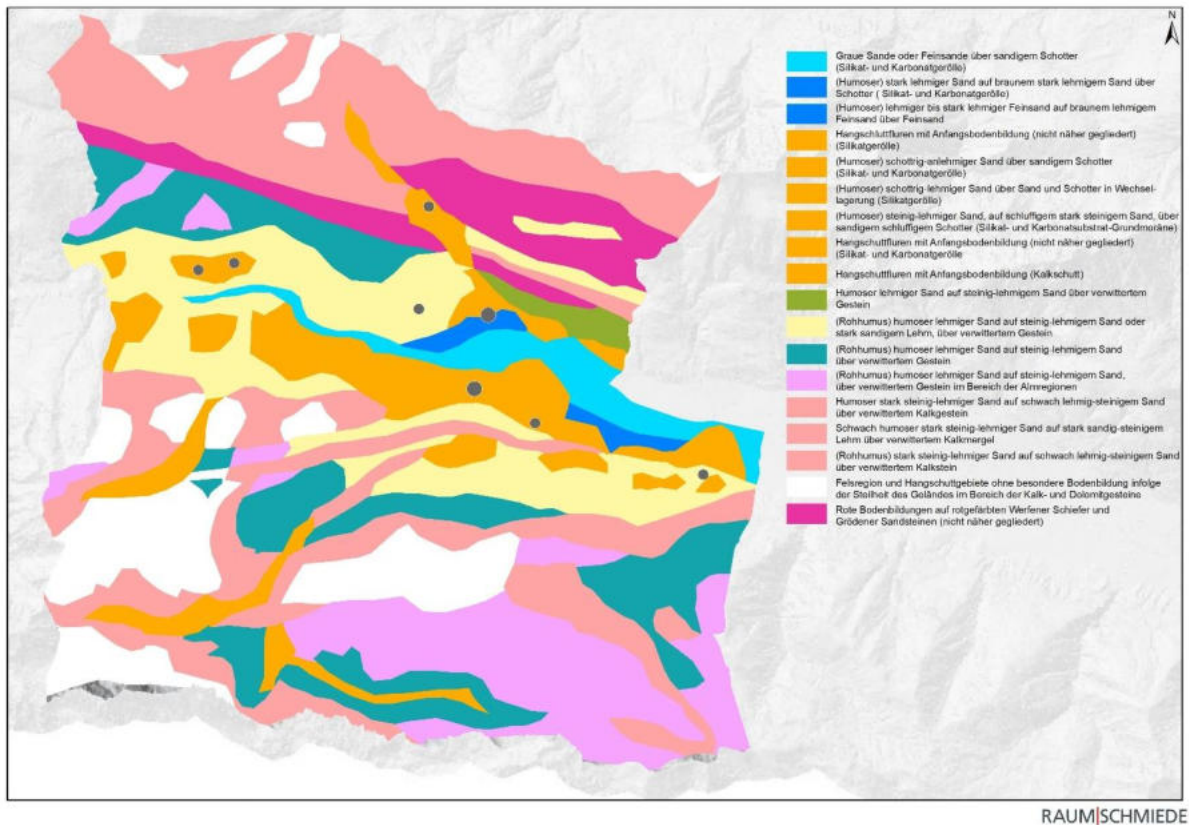 N
Graue Sande oder Feinsande über sandigem Schotter
(Silikat- und Karbonatgerölle)
(Humoser) stark lehmiger Sand auf braunem stark lehmigem Sand über
Schotter ( Silikat- und Karbonatgerölle)
(Humoser) lehmiger bis stark lehmiger Feinsand auf braunem lehmigem
Feinsand über Feinsand
Hangschluttfluren mit Anfangsbodenbildung (nicht näher gegliedert)
(Silikatgerölle)
(Humoser) schottrig-anlehmiger Sand über sandigem Schotter
(Silikat- und Karbonatgerölle)
(Humoser) schottrig-lehmiger Sand über Sand und Schotter in Wechsel-
lagerung (Silikatgerölle)
(Humoser) steinig-lehmiger Sand, auf schluffigem stark steinigem Sand, über
sandigem schluffigem Schotter (Silikat- und Karbonatsubstrat-Grundmoräne)
Hangschuttfluren mit Anfangsbodenbildung (nicht näher gegliedert)
(Silikat- und Karbonatgerölle
Hangschuttfluren mit Anfangsbodenbildung (Kalkschutt)
Humoser lehmiger Sand auf steinig-lehmigem Sand über verwittertem
Gestein
(Rohhumus) humoser lehmiger Sand auf steinig-lehmigem Sand oder
stark sandigem Lehm, über verwittertem Gestein
(Rohhumus) humoser lehmiger Sand auf steinig-lehmigem Sand
über verwittertem Gestein
(Rohhumus) humoser lehmiger Sand auf steinig-lehmigem Sand,
über verwittertem Gestein im Bereich der Almregionen
Humoser stark steinig-lehmiger Sand auf schwach lehmig-steinigem Sand
über verwittertem Kalkgestein
Schwach humoser stark steinig-lehmiger Sand auf stark sandig-steinigem
Lehm über verwittertem Kalkmergel
(Rohhumus) stark steinig-lehmiger Sand auf schwach lehmig-steinigem Sand
über verwittertem Kalkstein
Felsregion und Hangschuttgebiete ohne besondere Bodenbildung infolge
der Steilheit des Geländes im Bereich der Kalk- und Dolomitgesteine
Rote Bodenbildungen auf rotgefärbten Werfener Schiefer und
Grödener Sandsteinen (nicht näher gegliedert)
RAUM|SCHMIEDE